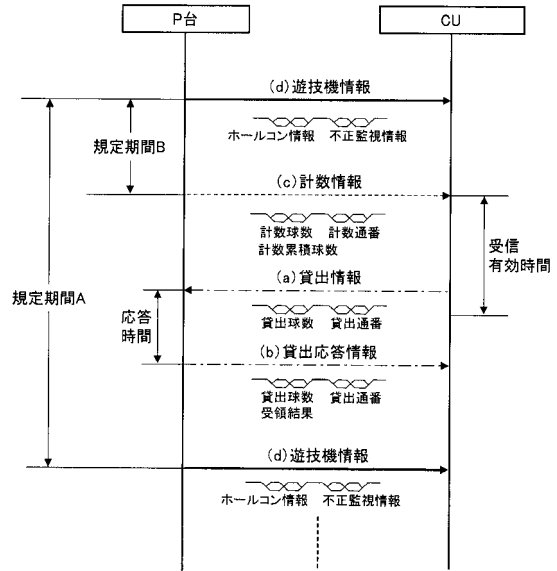 P台
CU
(d)遊技機情報
ホールコン情報 不正監視情報
規定期間B
(c)計数情報
計数球数 計数通番
計数累積球数
受信
有効時間
(a)貸出情報
規定期間A
応答
時間
貸出球数 貸出通番
(b)貸出応答情報
貸出球数 貸出通番
受領結果
(d)遊技機情報
ホールコン情報 不正監視情報